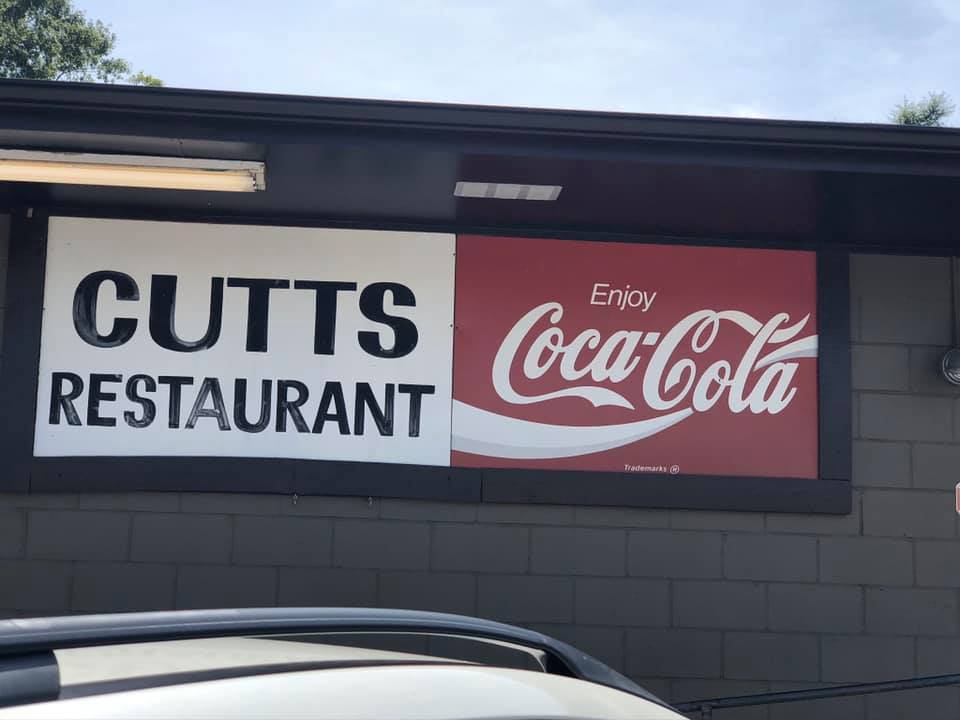 CUTTS
RESTAURANT
Enjoy
Coca-Cola
Trademarks ®